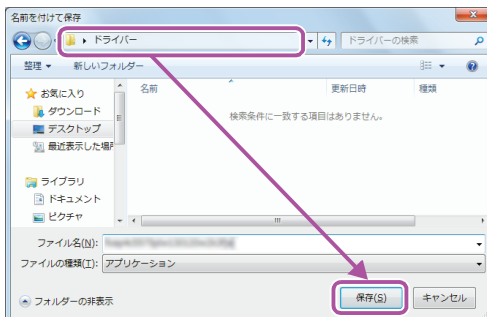 名前を付けて保存
ドライバー
ドライバーの検索
整理 新しいフォルダー
お気に入り
ダウンロード
デスクトップ
最近表示した場所
ライブラリ
ドキュメント
ピクチャ
名前 更新日時 種類
検索条件に一致する項目はありません。
ファイル名(N):
ファイルの種類(T): アプリケーション
フォルダーの非表示
保存(S) キャンセル